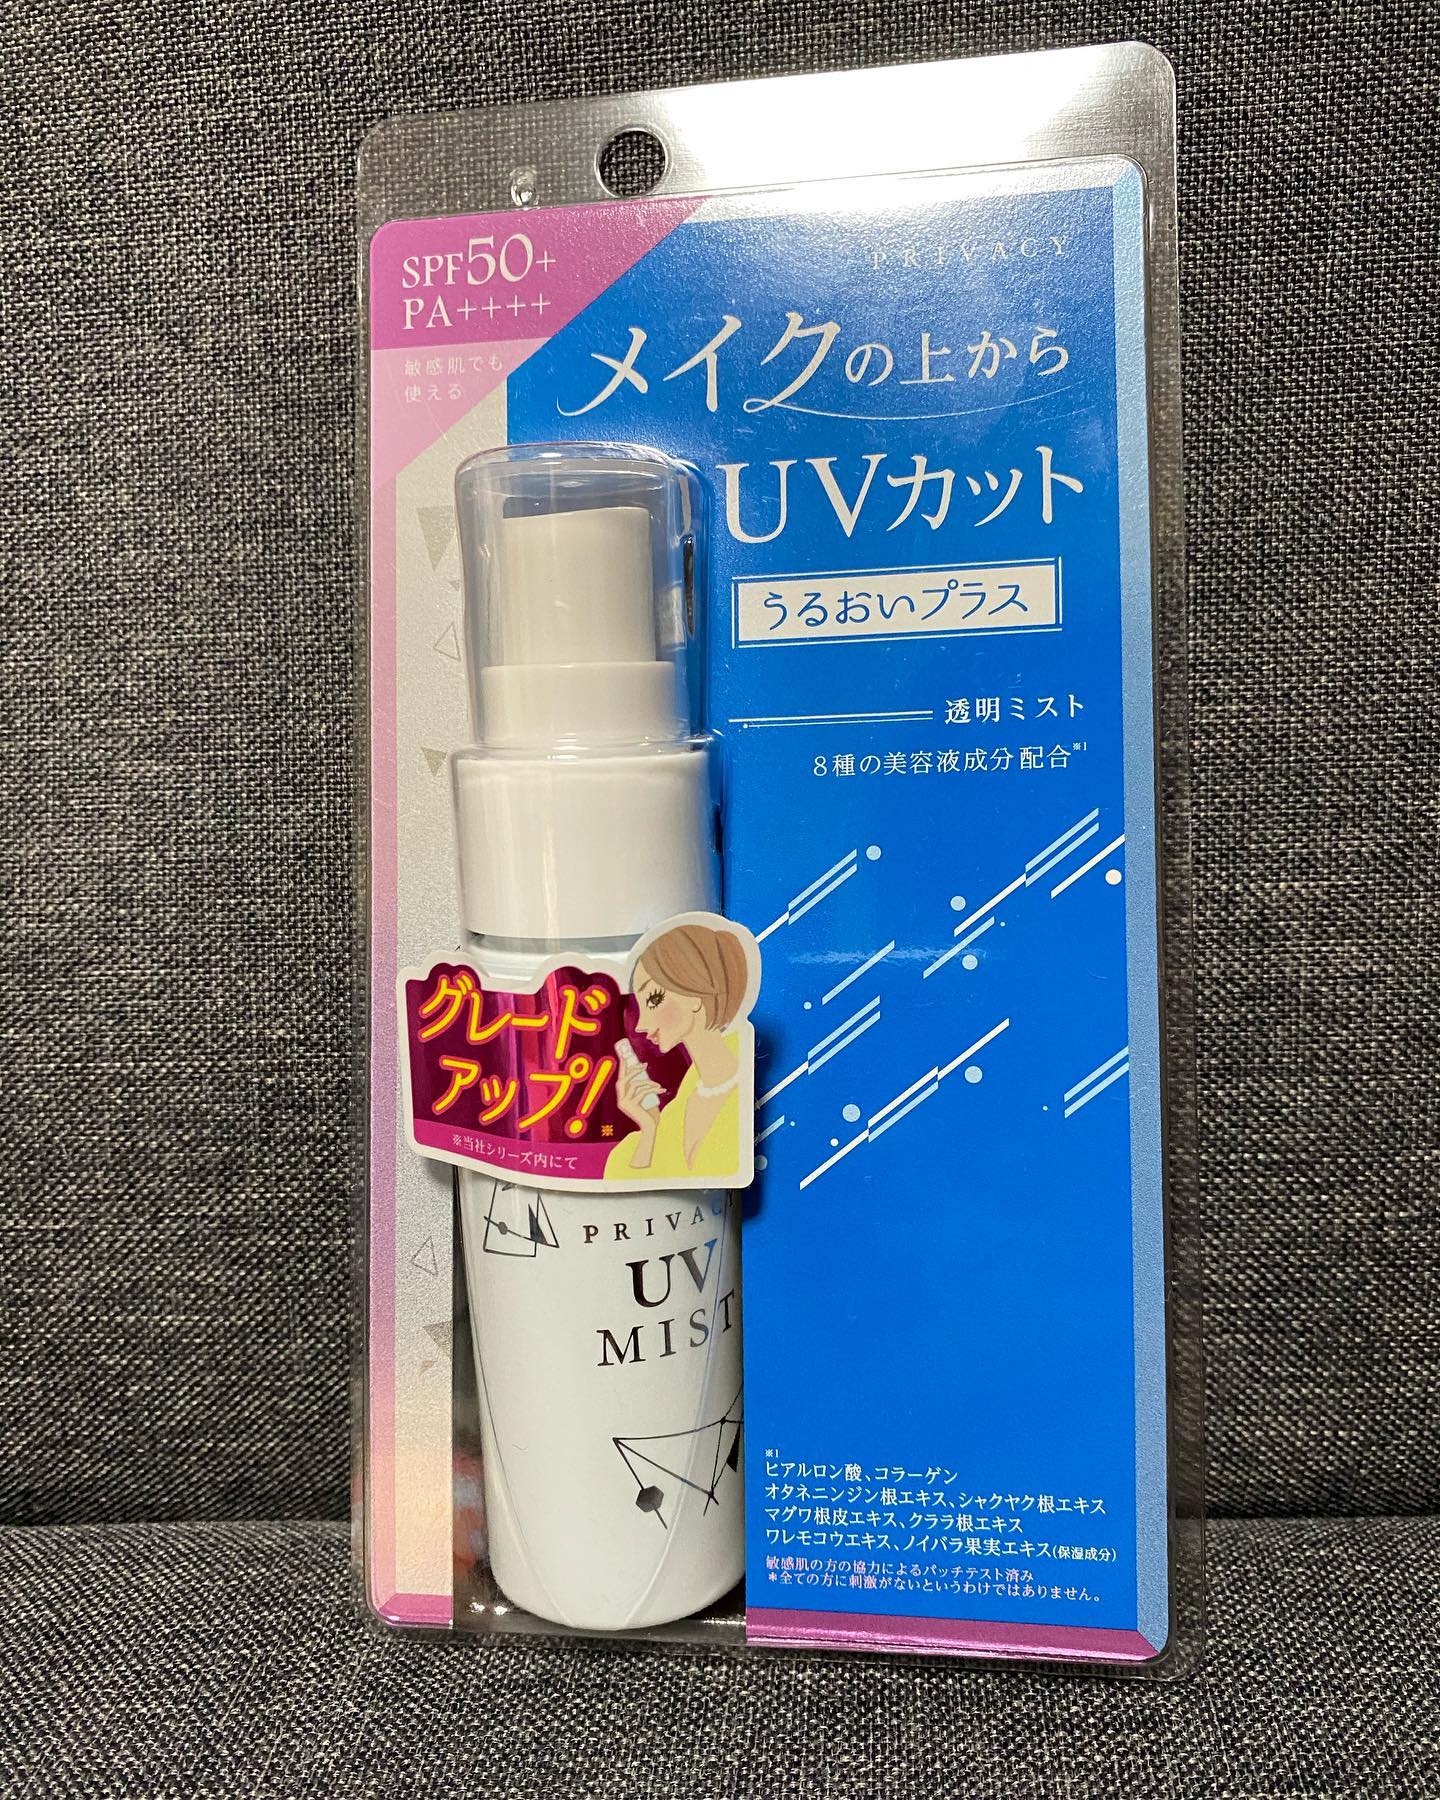 SPF50+
PA++++
敏感肌でも
使える
PRIVACY
メイクの上から
UVカット
うるおいプラス
透明ミスト
8種の美容液成分配合※1
グレード
アップ!※
※当社シリーズ内にて
PRIVACY
UV
MIST
※1
ヒアルロン酸、コラーゲン
オタネニンジン根エキス、シャクヤク根エキス
マグワ根皮エキス、クララ根エキス
ワレモコウエキス、ノイバラ果実エキス(保湿成分)
敏感肌の方の協力によるパッチテスト済み
*全ての方に刺激がないというわけではありません。